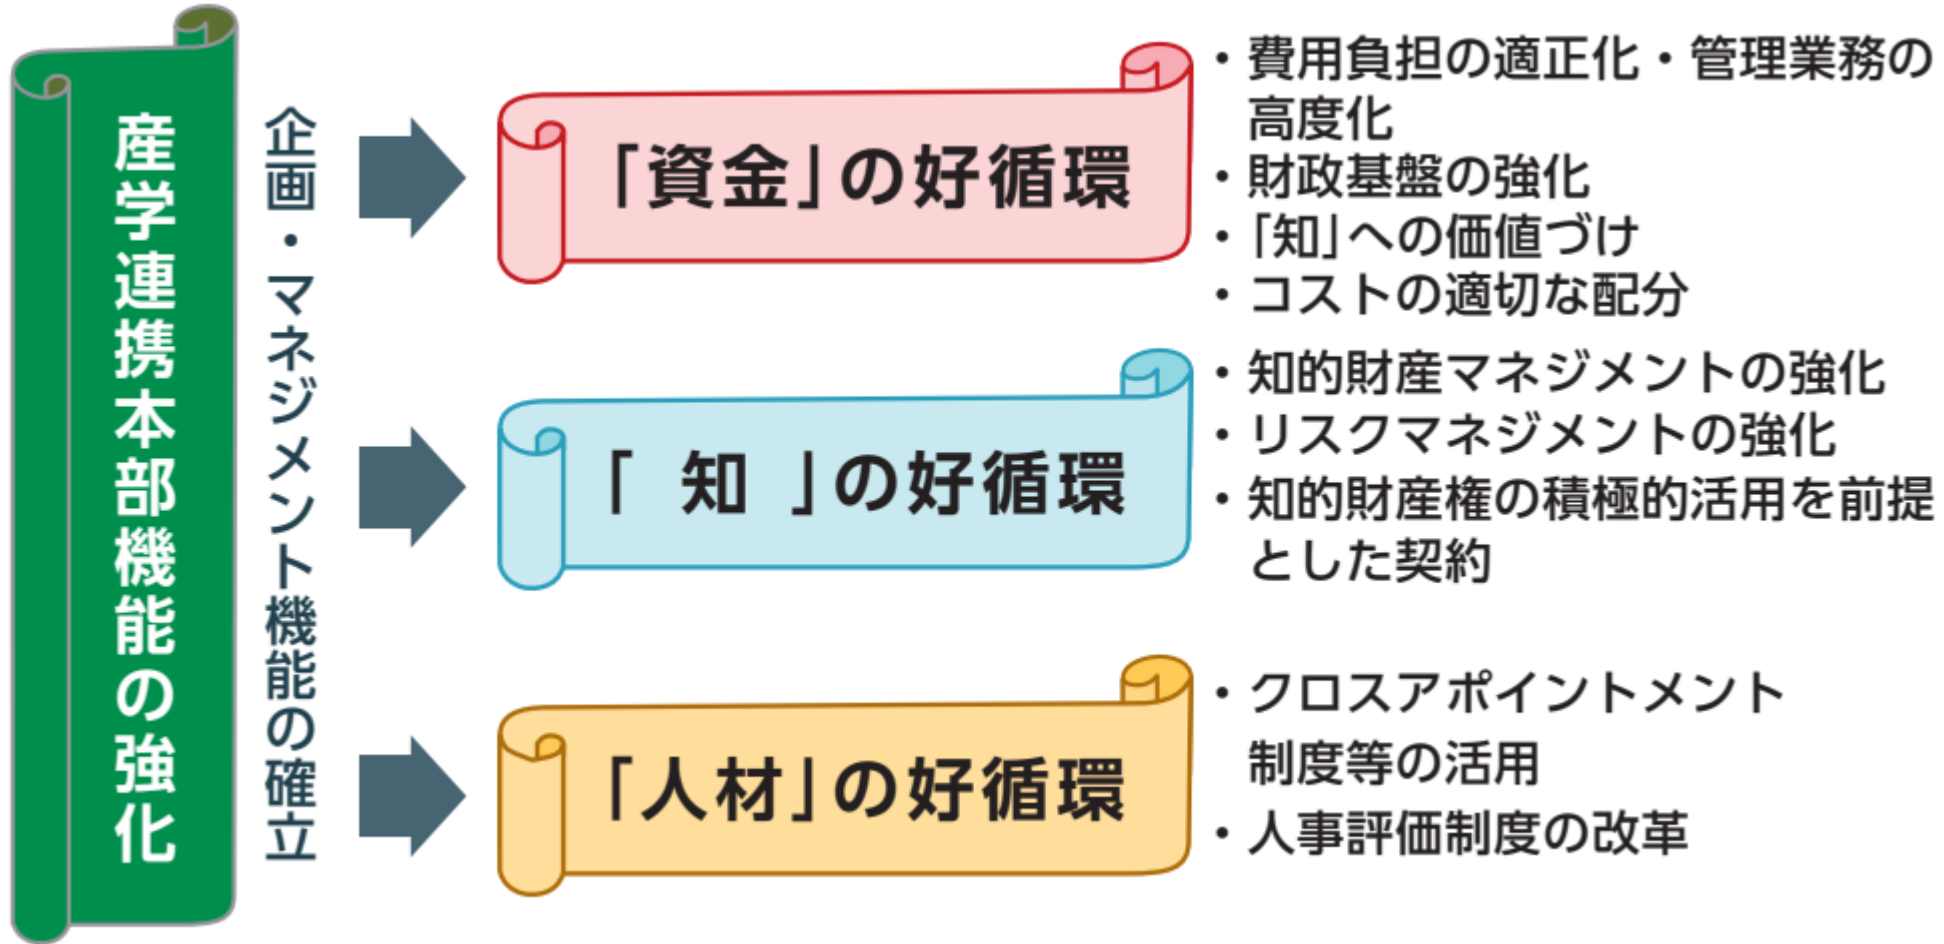 産学連携本部機能の強化
企画・マネジメント機能の確立
「資金」の好循環
・費用負担の適正化・管理業務の
高度化
・財政基盤の強化
・「知」への価値づけ
・コストの適切な配分
「 知 」の好循環
・知的財産マネジメントの強化
・リスクマネジメントの強化
・知的財産権の積極的活用を前提
とした契約
「人材」の好循環
・クロスアポイントメント
制度等の活用
・人事評価制度の改革